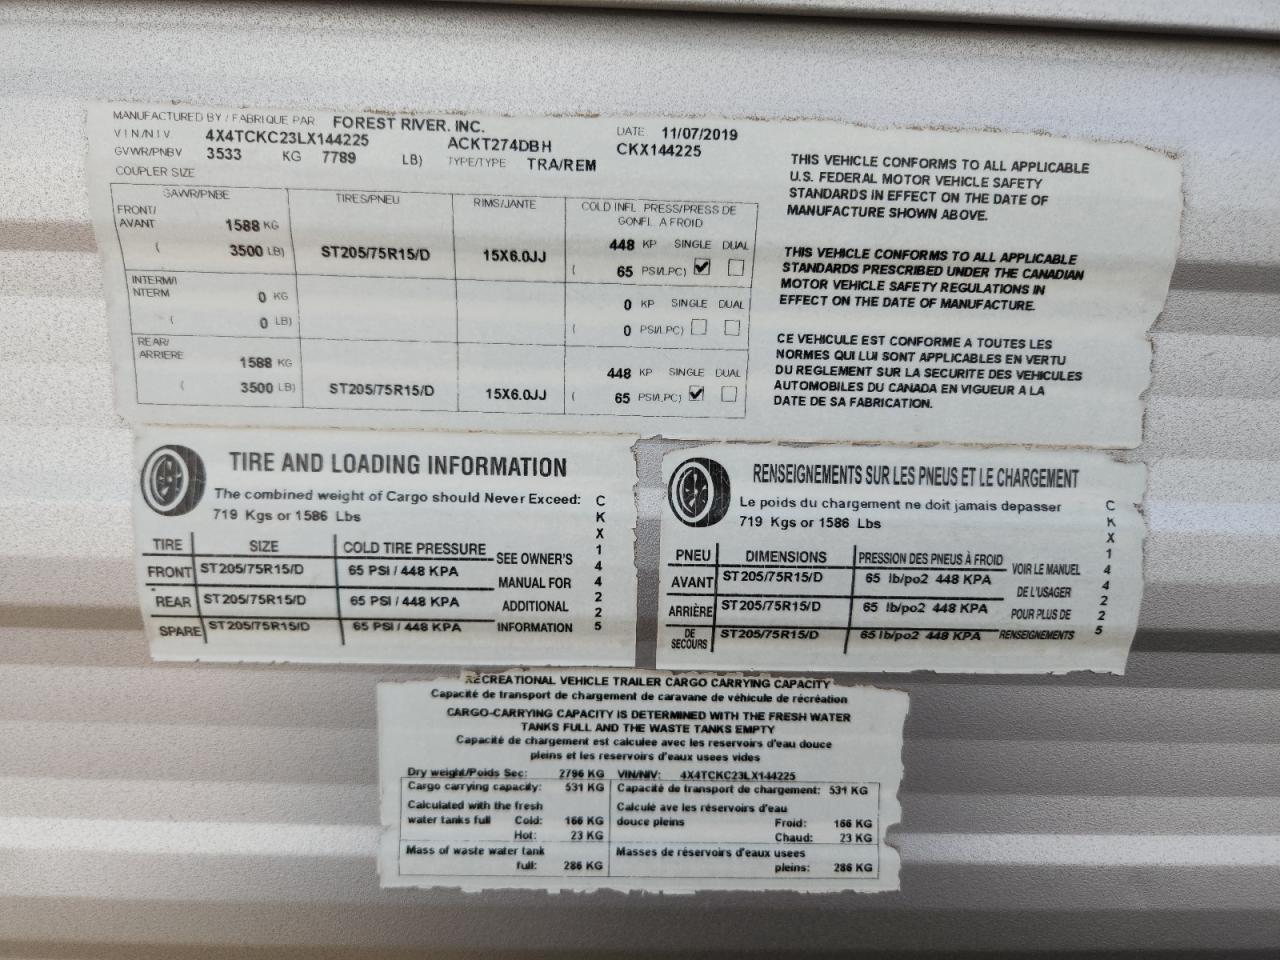 MANUFACTURED BY / FABRIQUE PAR FOREST RIVER, INC.
VIN/NIV 4X4TCKC23LX144225 ACKT274DBH DATE 11/07/2019
GVWR/PNBV 3533 KG 7789 LB) TYPE/TYPE TRA/REM CKX144225
COUPLER SIZE
GAWR/PNBE TIRES/PNEU RIMS/JANTE COLD INFL. PRESS/PRESS DE
GONFL. A FROID
FRONT/
AVANT 1588 KG 448 KP SINGLE DUAL
( 3500 LB) ST205/75R15/D 15X6.0JJ ( 65 PSI/LPC)
INTERM/I
NTERM 0 KG 0 KP SINGLE DUAL
( 0 LB) ( 0 PSI/LPC)
REAR/
ARRIERE 1588 KG 448 KP SINGLE DUAL
( 3500 LB) ST205/75R15/D 15X6.0JJ ( 65 PSI/LPC)
THIS VEHICLE CONFORMS TO ALL APPLICABLE
U.S. FEDERAL MOTOR VEHICLE SAFETY
STANDARDS IN EFFECT ON THE DATE OF
MANUFACTURE SHOWN ABOVE.
THIS VEHICLE CONFORMS TO ALL APPLICABLE
STANDARDS PRESCRIBED UNDER THE CANADIAN
MOTOR VEHICLE SAFETY REGULATIONS IN
EFFECT ON THE DATE OF MANUFACTURE.
CE VEHICULE EST CONFORME A TOUTES LES
NORMES QUI LUI SONT APPLICABLES EN VERTU
DU REGLEMENT SUR LA SECURITE DES VEHICULES
AUTOMOBILES DU CANADA EN VIGUEUR A LA
DATE DE SA FABRICATION.
TIRE AND LOADING INFORMATION
The combined weight of Cargo should Never Exceed:
719 Kgs or 1586 Lbs
TIRE SIZE COLD TIRE PRESSURE SEE OWNER'S
FRONT ST205/75R15/D 65 PSI / 448 KPA MANUAL FOR
REAR ST205/75R15/D 65 PSI / 448 KPA ADDITIONAL
SPARE ST205/75R15/D 65 PSI / 448 KPA INFORMATION
CKX144225
RENSEIGNEMENTS SUR LES PNEUS ET LE CHARGEMENT
Le poids du chargement ne doit jamais depasser
719 Kgs or 1586 Lbs
PNEU DIMENSIONS PRESSION DES PNEUS À FROID VOIR LE MANUEL
AVANT ST205/75R15/D 65 lb/po2 448 KPA DE L'USAGER
ARRIÈRE ST205/75R15/D 65 lb/po2 448 KPA POUR PLUS DE
DE SECOURS ST205/75R15/D 65 lb/po2 448 KPA RENSEIGNEMENTS
CKX144225
RECREATIONAL VEHICLE TRAILER CARGO CARRYING CAPACITY
Capacité de transport de chargement de caravane de véhicule de récréation
CARGO-CARRYING CAPACITY IS DETERMINED WITH THE FRESH WATER
TANKS FULL AND THE WASTE TANKS EMPTY
Capacité de chargement est calculee avec les reservoirs d'eau douce
pleins et les reservoirs d'eaux usees vides
Dry weight/Poids Sec: 2796 KG VIN/NIV: 4X4TCKC23LX144225
Cargo carrying capacity: 531 KG Capacité de transport de chargement: 531 KG
Calculated with the fresh Calculé ave les réservoirs d'eau
water tanks full Cold: 166 KG douce pleins Froid: 166 KG
Hot: 23 KG Chaud: 23 KG
Mass of waste water tank Masses de réservoirs d'eaux usees
full: 286 KG pleins: 286 KG